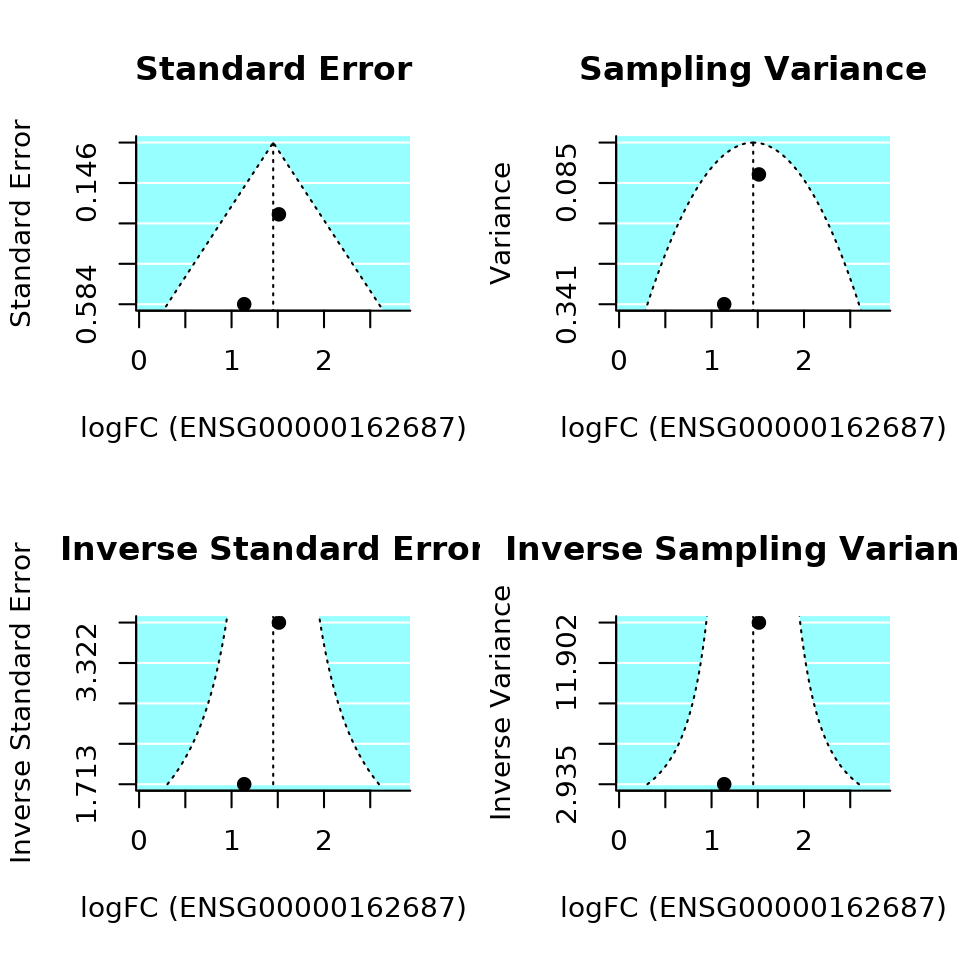 Standard Error
Standard Error
0.146
0.584
0 1 2
logFC (ENSG00000162687)
Sampling Variance
Variance
0.085
0.341
0 1 2
logFC (ENSG00000162687)
Inverse Standard Error
Inverse Standard Error
3.322
1.713
0 1 2
logFC (ENSG00000162687)
Inverse Sampling Varian
Inverse Variance
11.902
2.935
0 1 2
logFC (ENSG00000162687)